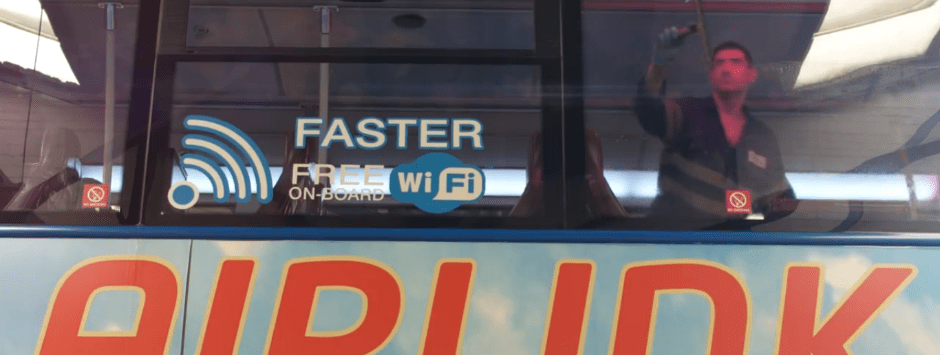 FASTER
FREE
ON-BOARD
WiFi
AIRLINK